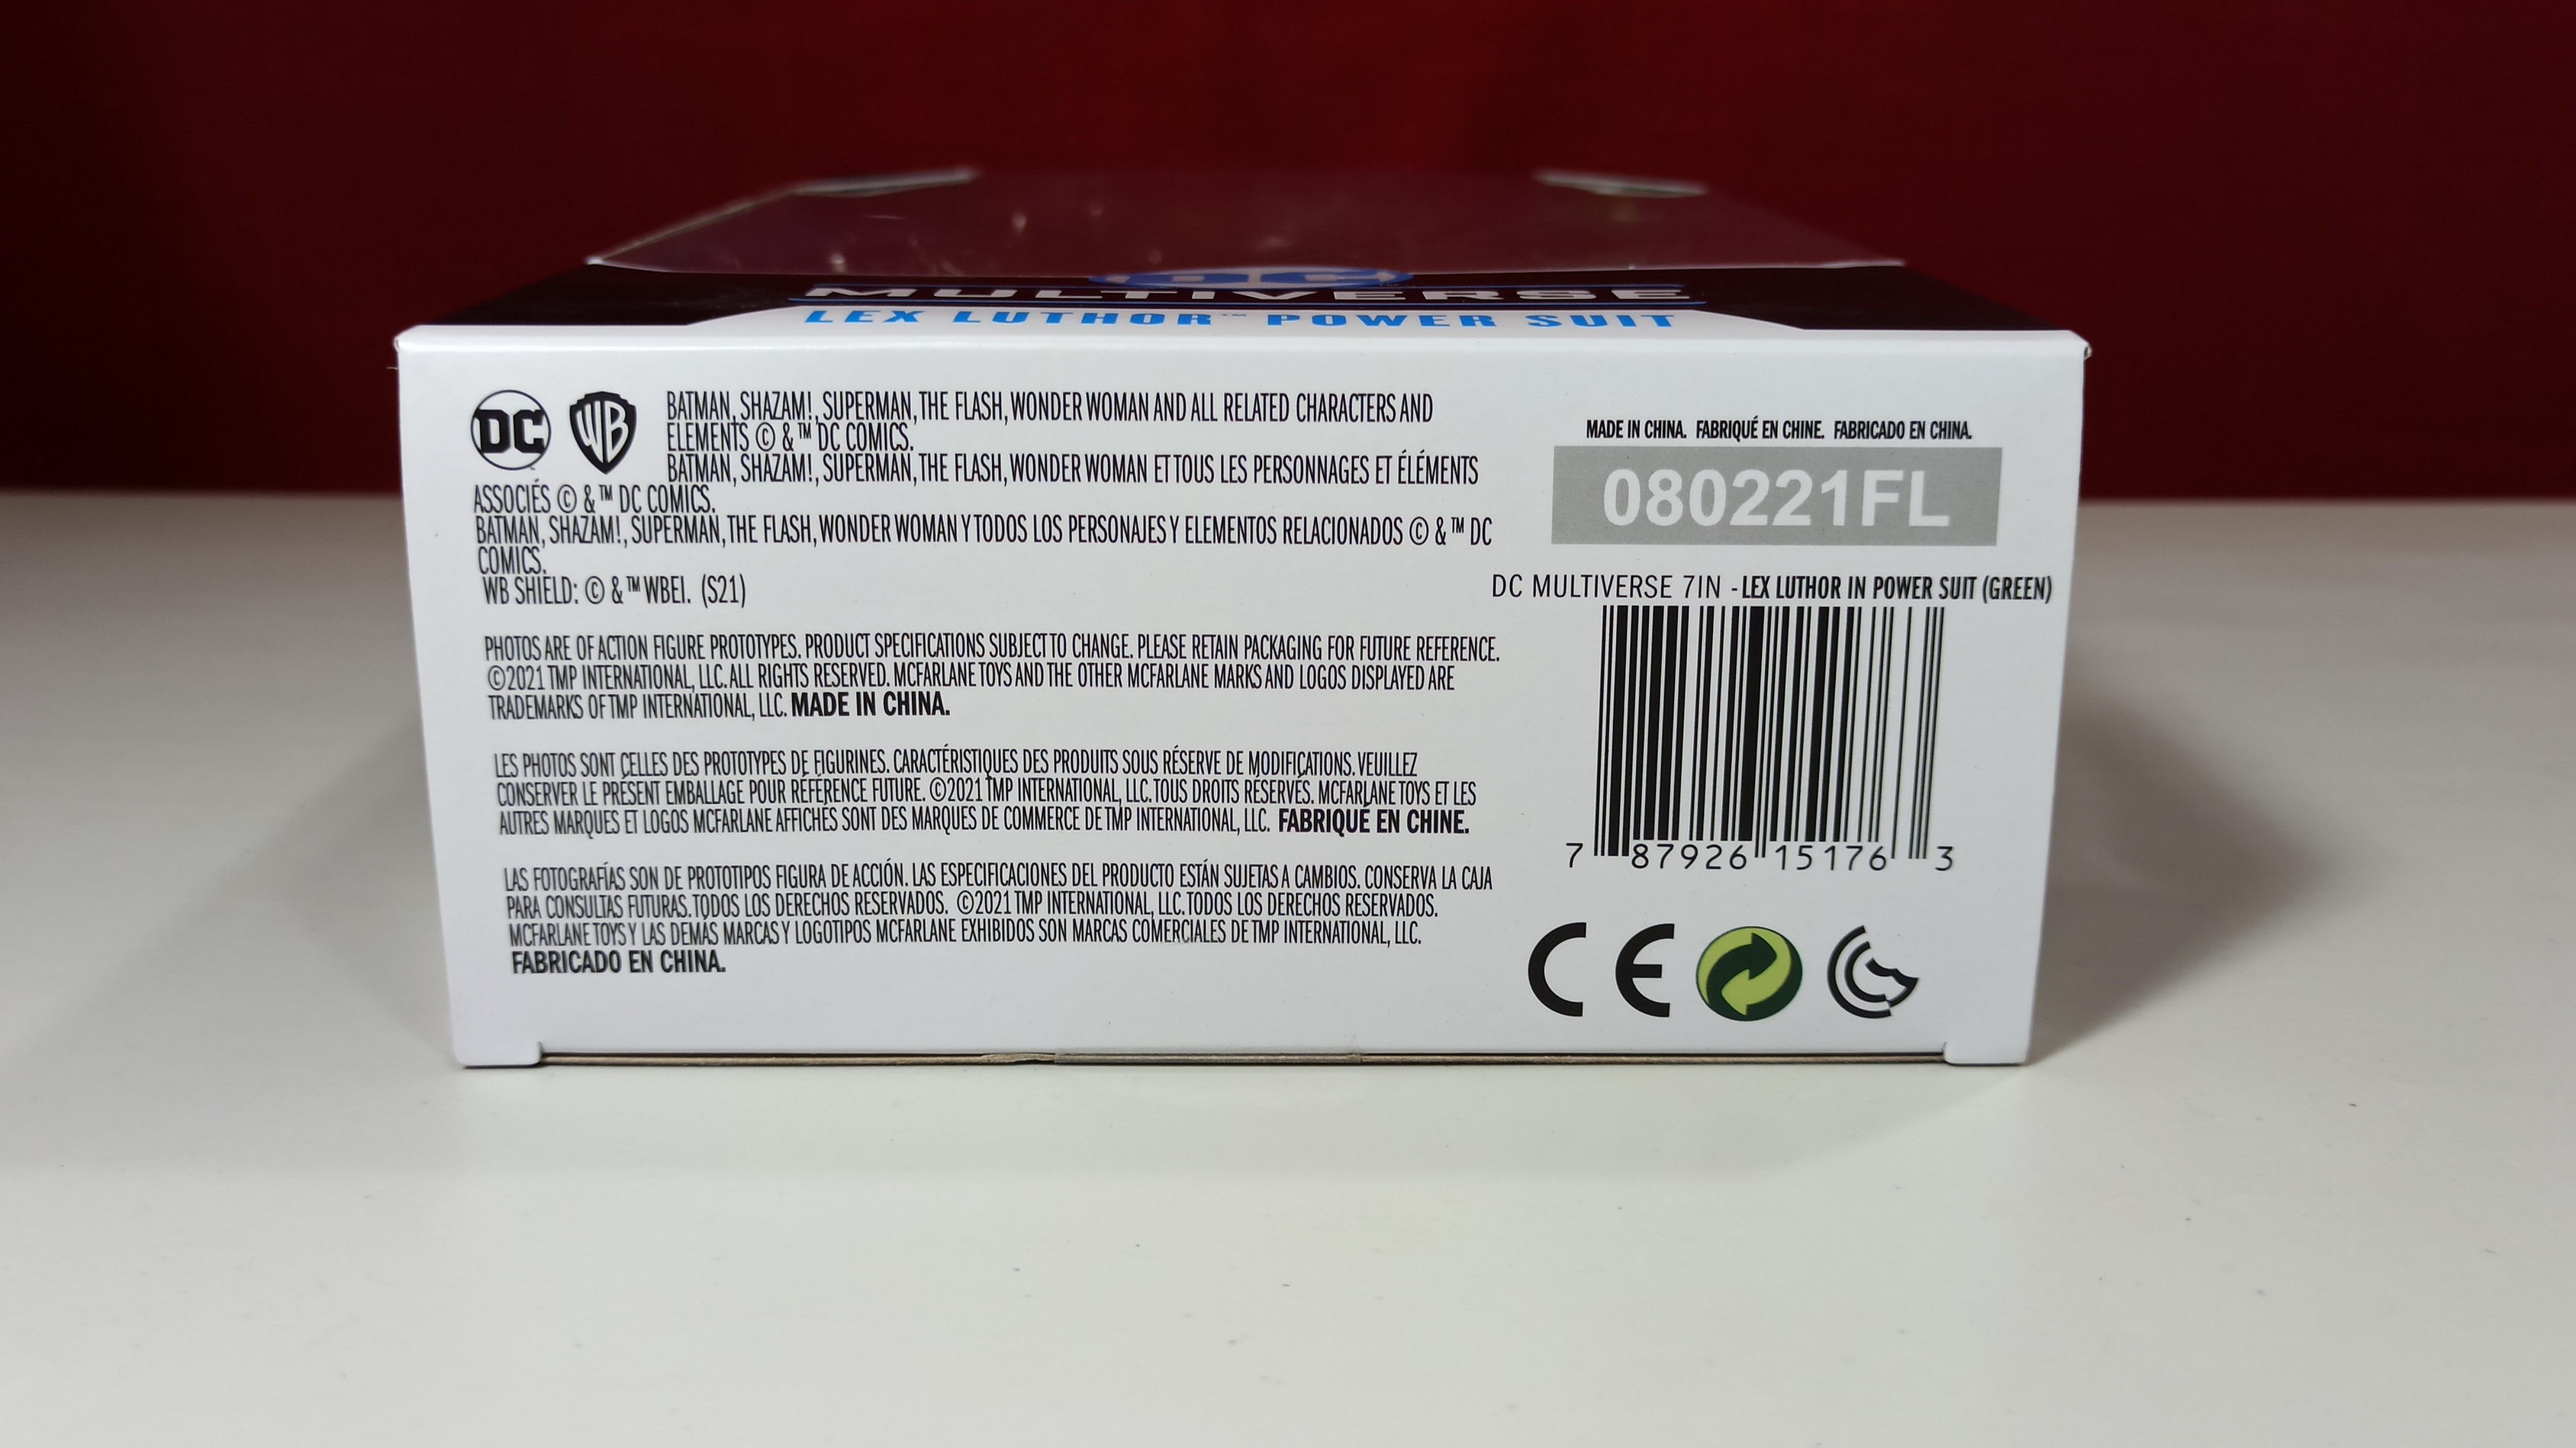 DC
MULTIVERSE
LEX LUTHOR™ POWER SUIT
DC WB
BATMAN, SHAZAM!, SUPERMAN, THE FLASH, WONDER WOMAN AND ALL RELATED CHARACTERS AND
ELEMENTS © & ™ DC COMICS.
BATMAN, SHAZAM!, SUPERMAN, THE FLASH, WONDER WOMAN ET TOUS LES PERSONNAGES ET ÉLÉMENTS
ASSOCIÉS © & ™ DC COMICS.
BATMAN, SHAZAM!, SUPERMAN, THE FLASH, WONDER WOMAN Y TODOS LOS PERSONAJES Y ELEMENTOS RELACIONADOS © & ™ DC
COMICS.
WB SHIELD: © & ™ WBEI. (S21)
PHOTOS ARE OF ACTION FIGURE PROTOTYPES. PRODUCT SPECIFICATIONS SUBJECT TO CHANGE. PLEASE RETAIN PACKAGING FOR FUTURE REFERENCE.
©2021 TMP INTERNATIONAL, LLC. ALL RIGHTS RESERVED. MCFARLANE TOYS AND THE OTHER MCFARLANE MARKS AND LOGOS DISPLAYED ARE
TRADEMARKS OF TMP INTERNATIONAL, LLC. MADE IN CHINA.
LES PHOTOS SONT CELLES DES PROTOTYPES DE FIGURINES. CARACTÉRISTIQUES DES PRODUITS SOUS RÉSERVE DE MODIFICATIONS. VEUILLEZ
CONSERVER LE PRÉSENT EMBALLAGE POUR RÉFÉRENCE FUTURE. ©2021 TMP INTERNATIONAL, LLC. TOUS DROITS RÉSERVÉS. MCFARLANE TOYS ET LES
AUTRES MARQUES ET LOGOS MCFARLANE AFFICHÉS SONT DES MARQUES DE COMMERCE DE TMP INTERNATIONAL, LLC. FABRIQUÉ EN CHINE.
LAS FOTOGRAFÍAS SON DE PROTOTIPOS FIGURA DE ACCIÓN. LAS ESPECIFICACIONES DEL PRODUCTO ESTÁN SUJETAS A CAMBIOS. CONSERVA LA CAJA
PARA CONSULTAS FUTURAS. TODOS LOS DERECHOS RESERVADOS. ©2021 TMP INTERNATIONAL, LLC. TODOS LOS DERECHOS RESERVADOS.
MCFARLANE TOYS Y LAS DEMÁS MARCAS Y LOGOTIPOS MCFARLANE EXHIBIDOS SON MARCAS COMERCIALES DE TMP INTERNATIONAL, LLC.
FABRICADO EN CHINA.
MADE IN CHINA. FABRIQUÉ EN CHINE. FABRICADO EN CHINA.
080221FL
DC MULTIVERSE 7IN - LEX LUTHOR IN POWER SUIT (GREEN)
7 87926 15176 3
CE